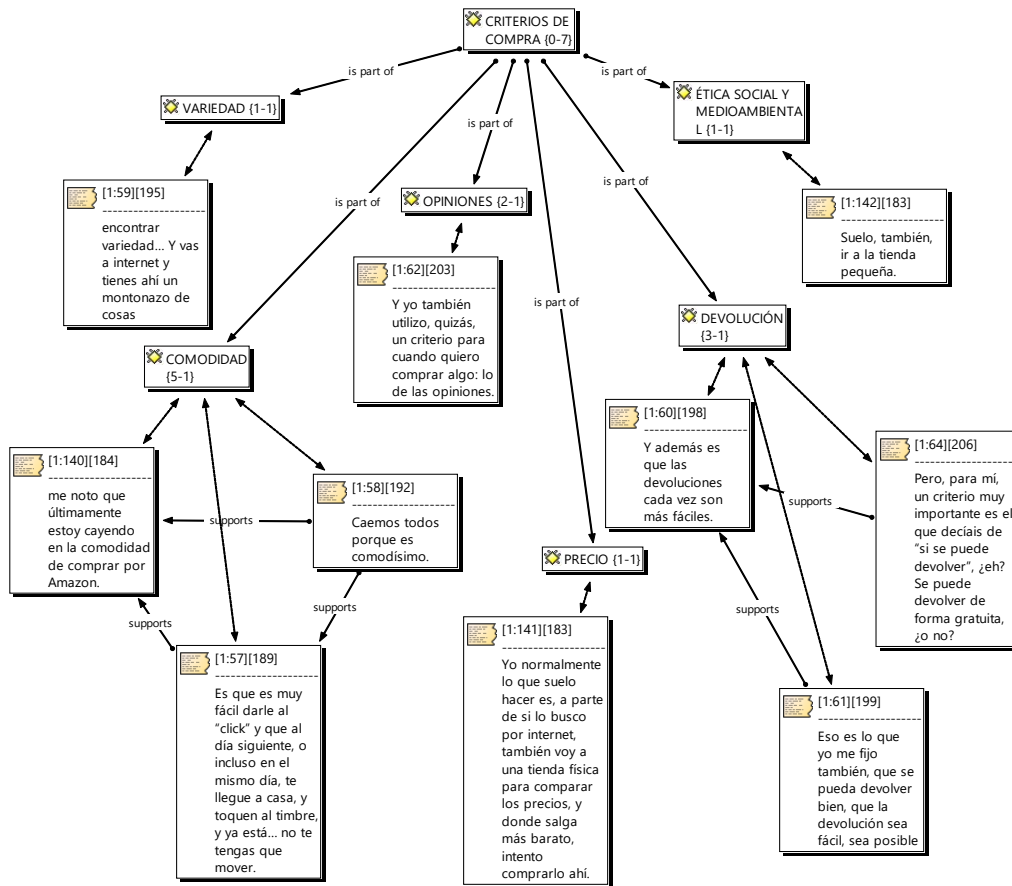 CRITERIOS DE
COMPRA {0-7}
is part of
is part of
VARIEDAD {1-1}
ÉTICA SOCIAL Y
MEDIOAMBIENTA
L {1-1}
is part of
is part of
is part of
is part of
[1:59][195]
encontrar
variedad... Y vas
a internet y
tienes ahí un
montonazo de
cosas
OPINIONES {2-1}
[1:62][203]
Y yo también
utilizo, quizás,
un criterio para
cuando quiero
comprar algo: lo
de las opiniones.
[1:142][183]
Suelo, también,
ir a la tienda
pequeña.
COMODIDAD
{5-1}
DEVOLUCIÓN
{3-1}
[1:140][184]
me noto que
últimamente
estoy cayendo
en la comodidad
de comprar por
Amazon.
supports
[1:58][192]
Caemos todos
porque es
comodísimo.
supports
supports
[1:57][189]
Es que es muy
fácil darle al
"click" y que al
día siguiente, o
incluso en el
mismo día, te
llegue a casa, y
toquen al timbre,
y ya está... no te
tengas que
mover.
PRECIO {1-1}
[1:141][183]
Yo normalmente
lo que suelo
hacer es, a parte
de si lo busco
por internet,
también voy a
una tienda física
para comparar
los precios, y
donde salga
más barato,
intento
comprarlo ahí.
[1:60][198]
Y además es
que las
devoluciones
cada vez son
más fáciles.
supports
[1:64][206]
Pero, para mí,
un criterio muy
importante es el
que decíais de
"si se puede
devolver", ¿eh?
Se puede
devolver de
forma gratuita,
¿o no?
supports
[1:61][199]
Eso es lo que
yo me fijo
también, que se
pueda devolver
bien, que la
devolución sea
fácil, sea posible